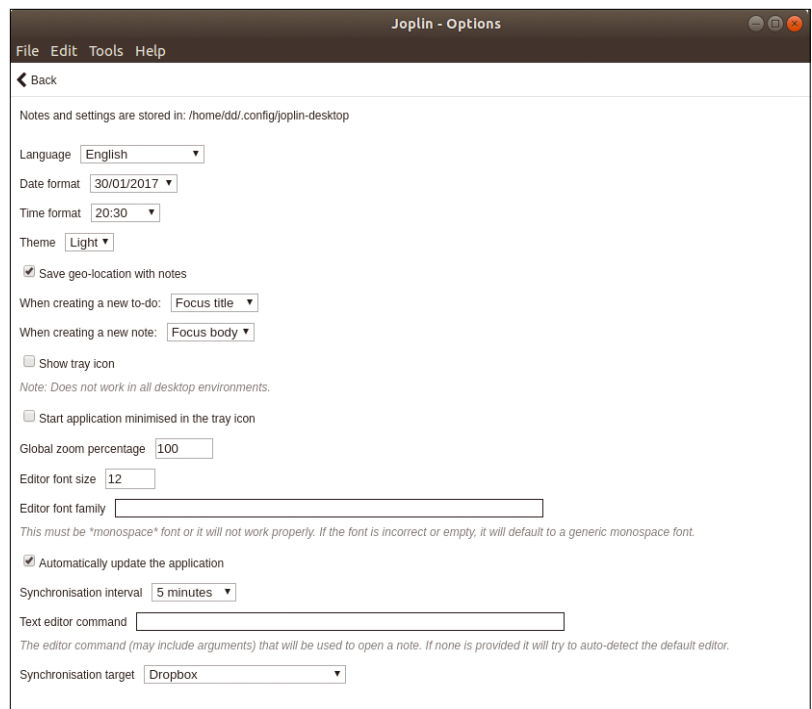 Joplin - Options
File Edit Tools Help
Back
Notes and settings are stored in: /home/dd/.config/joplin-desktop
Language English
Date format 30/01/2017
Time format 20:30
Theme Light
Save geo-location with notes
When creating a new to-do: Focus title
When creating a new note: Focus body
Show tray icon
Note: Does not work in all desktop environments.
Start application minimised in the tray icon
Global zoom percentage 100
Editor font size 12
Editor font family
This must be *monospace* font or it will not work properly. If the font is incorrect or empty, it will default to a generic monospace font.
Automatically update the application
Synchronisation interval 5 minutes
Text editor command
The editor command (may include arguments) that will be used to open a note. If none is provided it will try to auto-detect the default editor.
Synchronisation target Dropbox